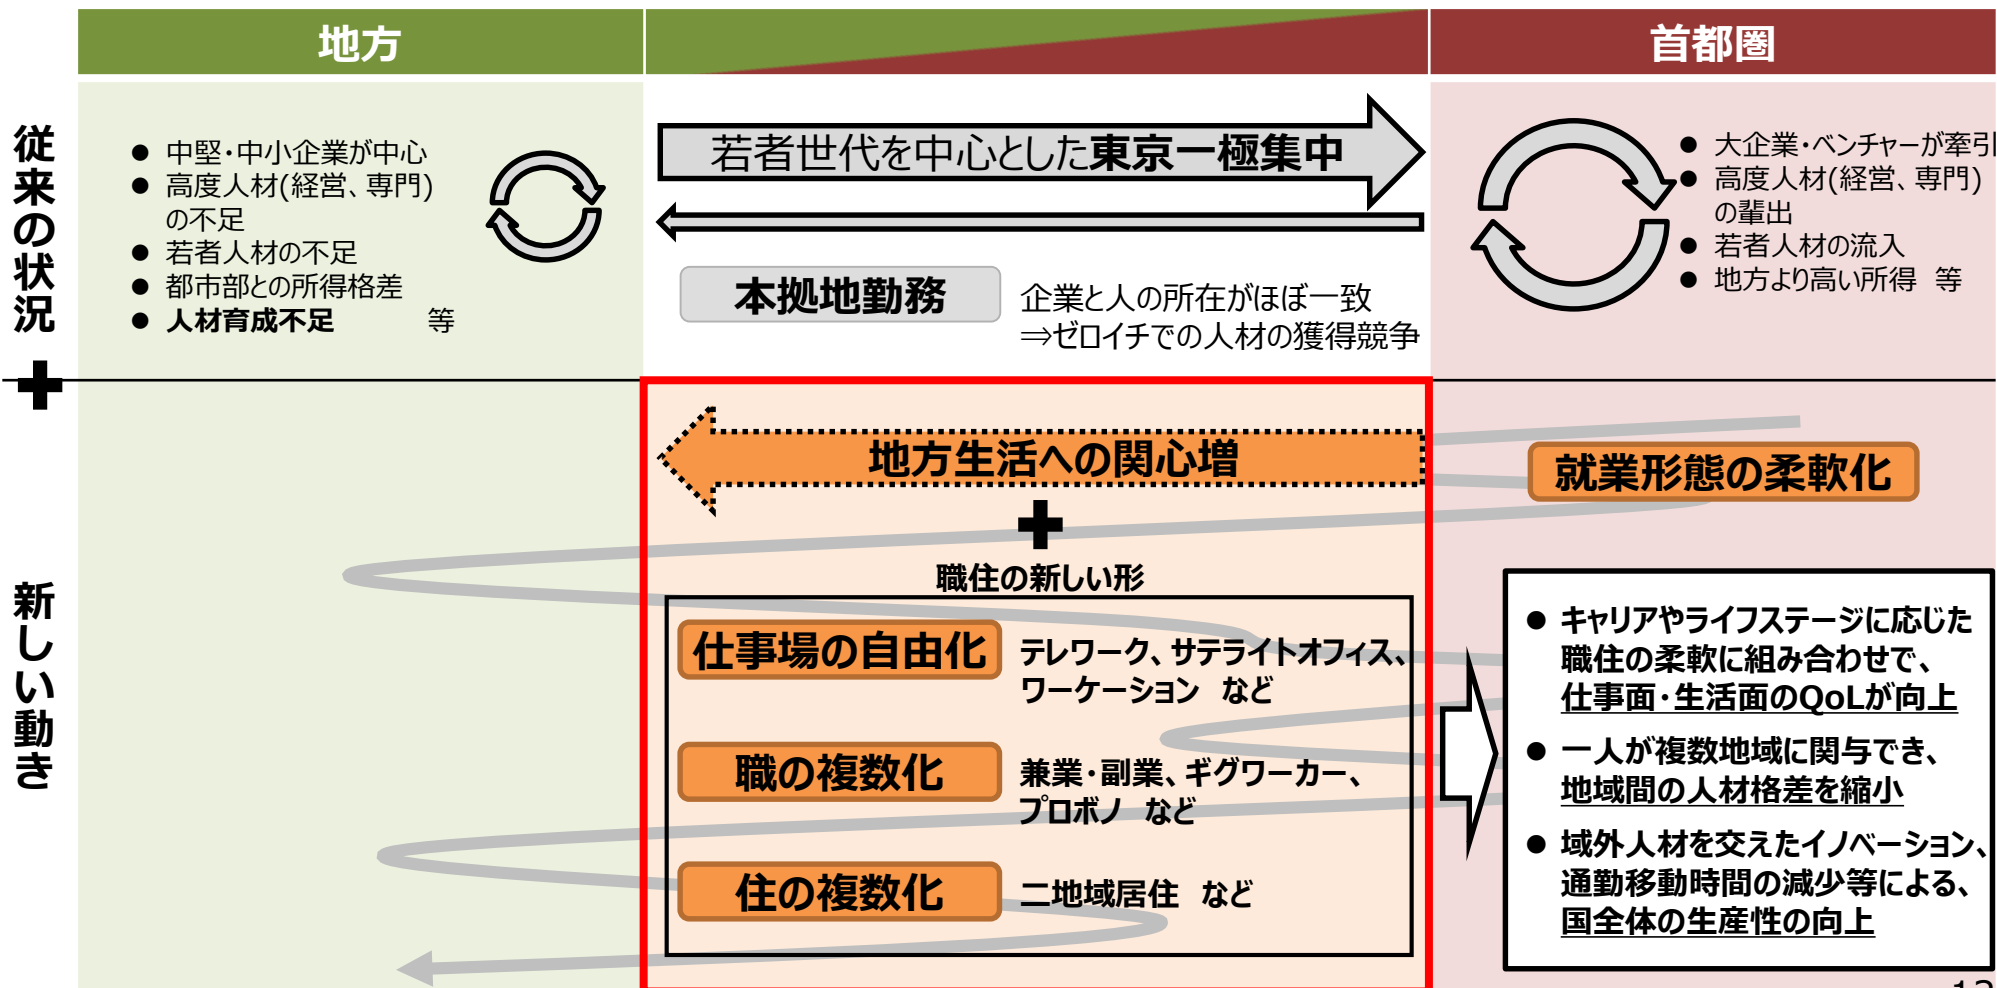 地方
首都圏
従来の状況
● 中堅・中小企業が中心
● 高度人材(経営、専門)
の不足
● 若者人材の不足
● 都市部との所得格差
● 人材育成不足 等
若者世代を中心とした東京一極集中
本拠地勤務
企業と人の所在がほぼ一致
⇒ゼロイチでの人材の獲得競争
● 大企業・ベンチャーが牽引
● 高度人材(経営、専門)
の輩出
● 若者人材の流入
● 地方より高い所得 等
新しい動き
地方生活への関心増
職住の新しい形
仕事場の自由化
テレワーク、サテライトオフィス、
ワーケーション など
職の複数化
兼業・副業、ギグワーカー、
プロボノ など
住の複数化
二地域居住 など
就業形態の柔軟化
● キャリアやライフステージに応じた
職住の柔軟に組み合わせで、
仕事面・生活面のQoLが向上
● 一人が複数地域に関与でき、
地域間の人材格差を縮小
● 域外人材を交えたイノベーション、
通勤移動時間の減少等による、
国全体の生産性の向上